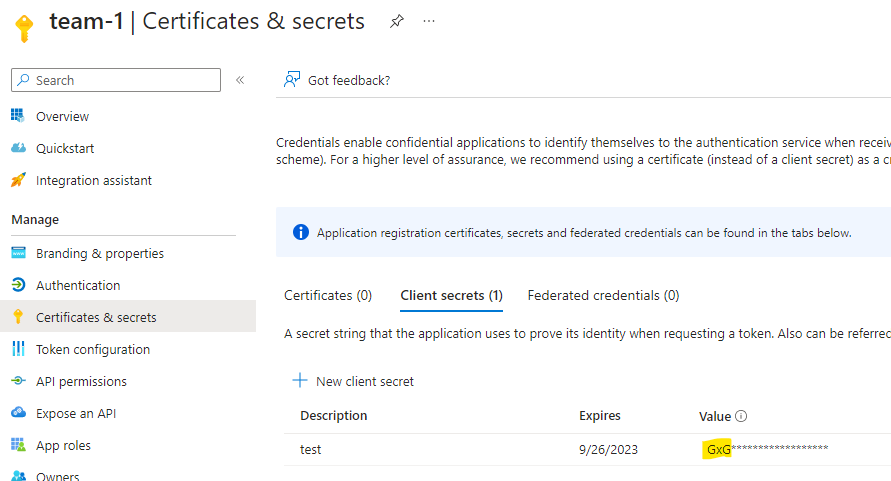 team-1 | Certificates & secrets
Search
Got feedback?
Overview
Quickstart
Integration assistant
Manage
Branding & properties
Authentication
Certificates & secrets
Token configuration
API permissions
Expose an API
App roles
Owners
Credentials enable confidential applications to identify themselves to the authentication service when receiv
scheme). For a higher level of assurance, we recommend using a certificate (instead of a client secret) as a c
Application registration certificates, secrets and federated credentials can be found in the tabs below.
Certificates (0) Client secrets (1) Federated credentials (0)
A secret string that the application uses to prove its identity when requesting a token. Also can be referred
New client secret
Description Expires Value
test 9/26/2023 GxG******************